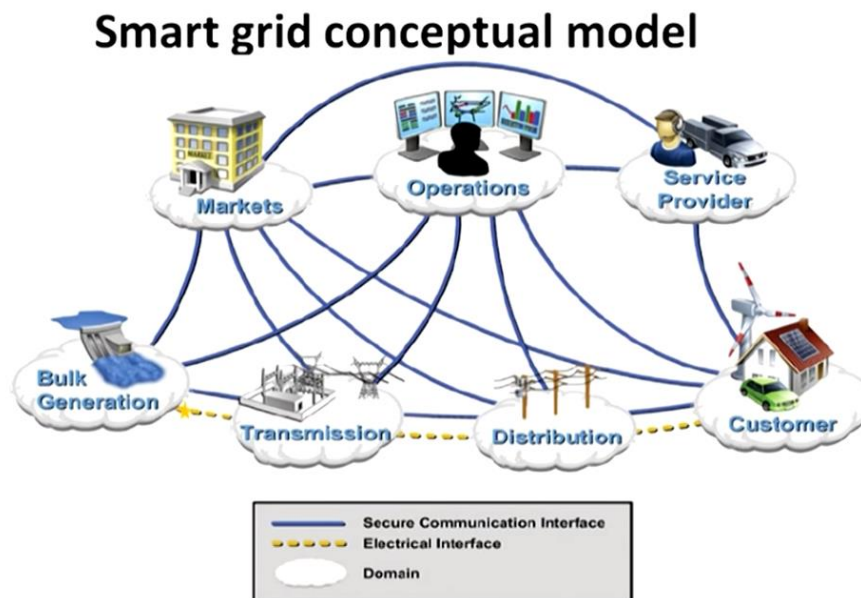 Smart grid conceptual model
MARKET
Markets
Operations
Service
Provider
Bulk
Generation
Transmission
Distribution
Customer
Secure Communication Interface
Electrical Interface
Domain